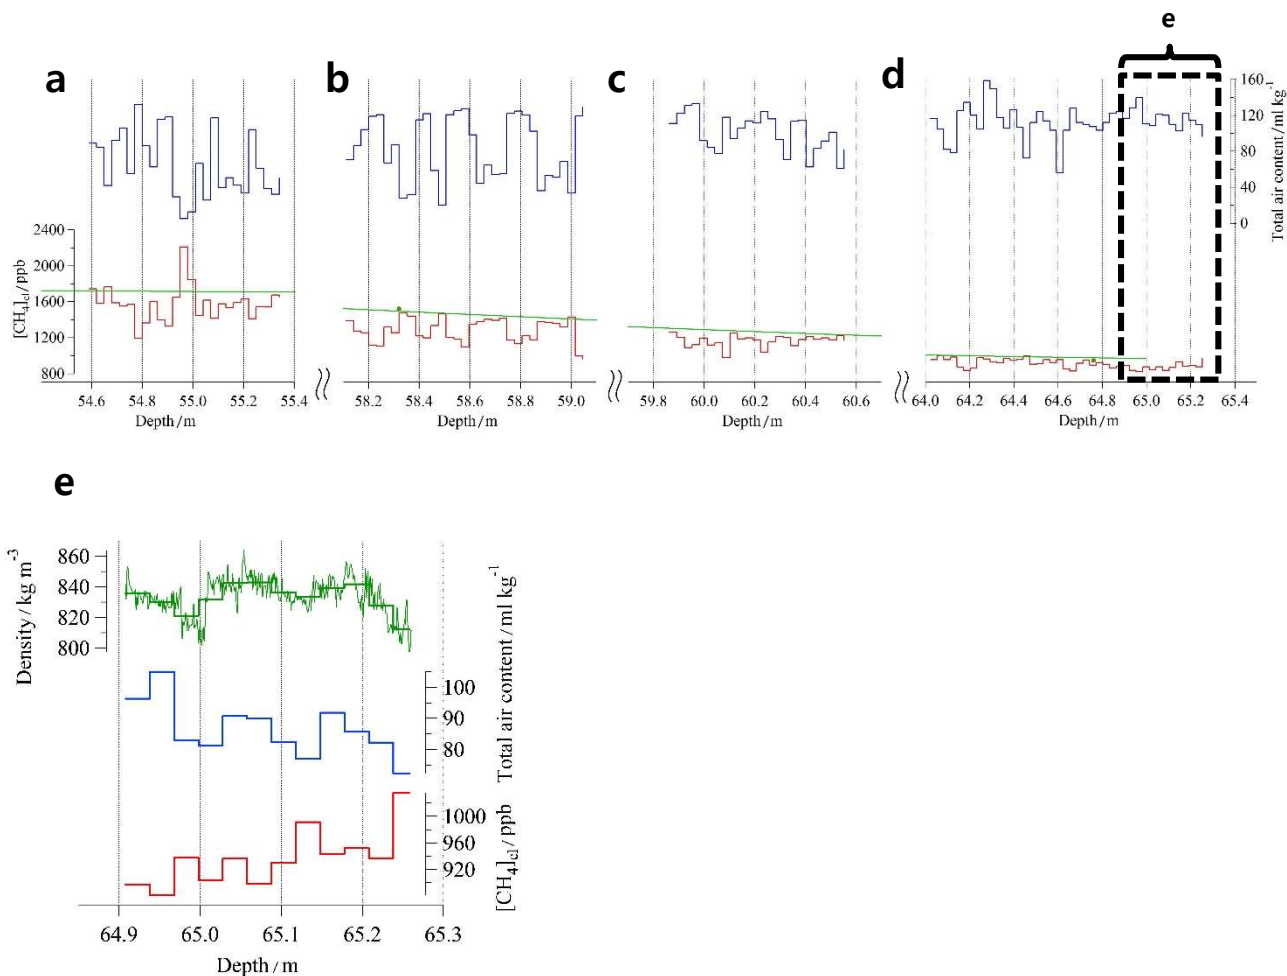 e
a
b
c
d
160
120
80
40
0
Total air content / ml kg⁻¹
2400
2000
1600
1200
800
[CH₄]cl / ppb
54.6 54.8 55.0 55.2 55.4
58.2 58.4 58.6 58.8 59.0
59.8 60.0 60.2 60.4 60.6
64.0 64.2 64.4 64.6 64.8 65.0 65.2 65.4
Depth / m
Depth / m
Depth / m
Depth / m
e
860
840
820
800
Density / kg m⁻³
100
90
80
Total air content / ml kg⁻¹
1000
960
920
[CH₄]cl / ppb
64.9 65.0 65.1 65.2 65.3
Depth / m